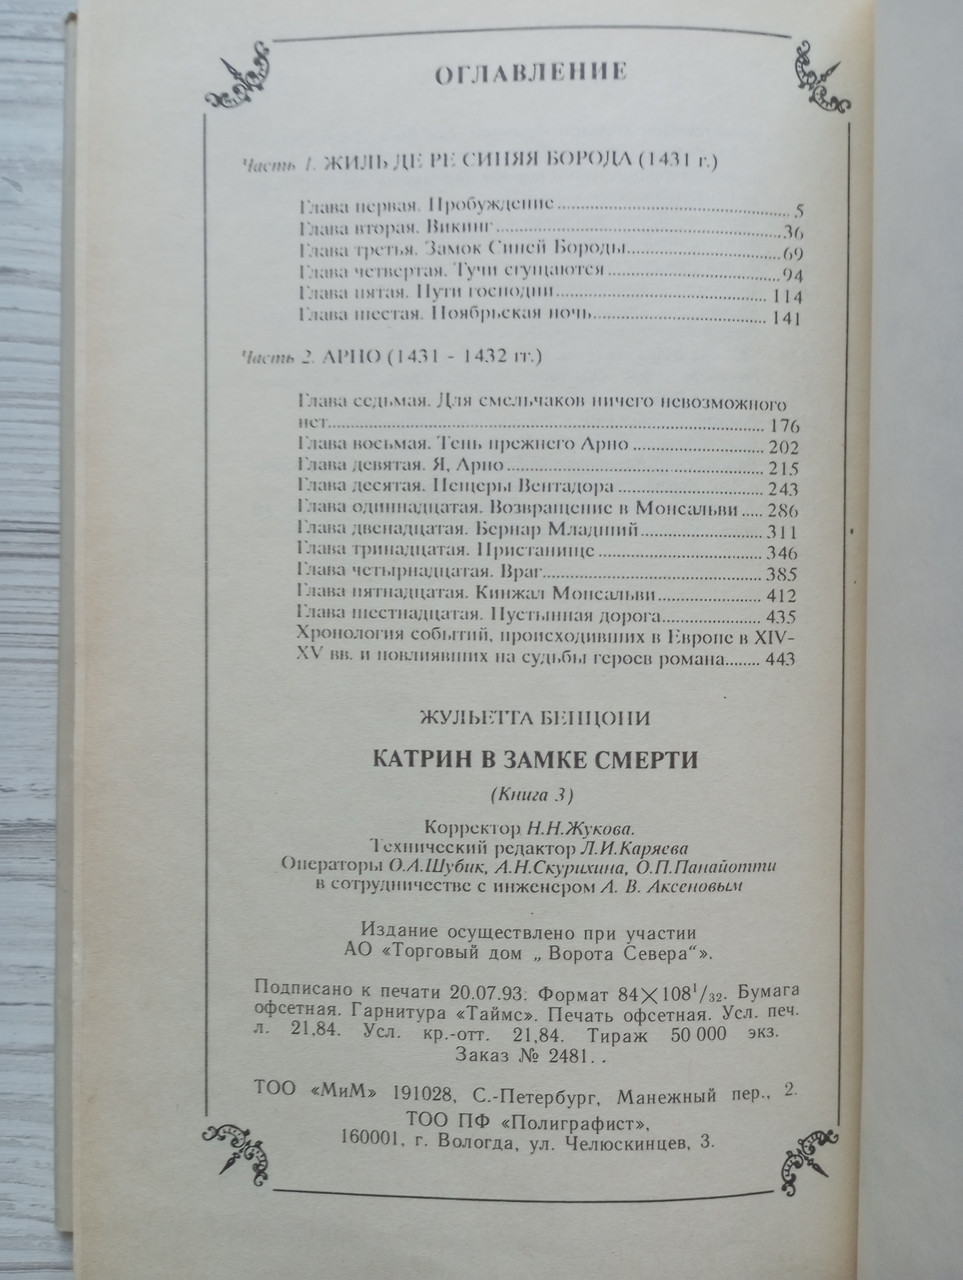 ОГЛАВЛЕНИЕ
Часть 1. ЖИЛЬ ДЕ РЕ СИНЯЯ БОРОДА (1431 г.)
Глава первая. Пробуждение.......................................................5
Глава вторая. Викинг..................................................................36
Глава третья. Замок Синей Бороды.....................................69
Глава четвертая. Тучи сгущаются.........................................94
Глава пятая. Пути господни................................................... 114
Глава шестая. Ноябрьская ночь.......................................... 141
Часть 2. АРНО (1431 - 1432 гг.)
Глава седьмая. Для смельчаков ничего невозможного
нет.......................................................................................................... 176
Глава восьмая. Тень прежнего Арно ............................... 202
Глава девятая. Я, Арно.............................................................. 215
Глава десятая. Пещеры Вентадора ................................... 243
Глава одиннадцатая. Возвращение в Монсальви ..... 286
Глава двенадцатая. Бернар Младший............................. 311
Глава тринадцатая. Пристанище........................................ 346
Глава четырнадцатая. Враг..................................................... 385
Глава пятнадцатая. Кинжал Монсальви......................... 412
Глава шестнадцатая. Пустынная дорога........................ 435
Хронология событий, происходивших в Европе в XIV-
XV вв. и повлиявших на судьбы героев романа........ 443
ЖУЛЬЕТТА БЕНЦОНИ
КАТРИН В ЗАМКЕ СМЕРТИ
(Книга 3)
Корректор Н.Н.Жукова.
Технический редактор Л.И.Каряева
Операторы О.А.Шубик, А.Н.Скурихина, О.П.Панайотти
в сотрудничестве с инженером А. В. Аксеновым
Издание осуществлено при участии
АО «Торговый дом „ Ворота Севера“».
Подписано к печати 20.07.93. Формат 84×108¹/₃₂. Бумага
офсетная. Гарнитура «Таймс». Печать офсетная. Усл. печ.
л. 21,84. Усл. кр.-отт. 21,84. Тираж 50 000 экз.
Заказ № 2481. .
ТОО «МиМ» 191028, С.-Петербург, Манежный пер., 2.
ТОО ПФ «Полиграфист»,
160001, г. Вологда, ул. Челюскинцев, 3.